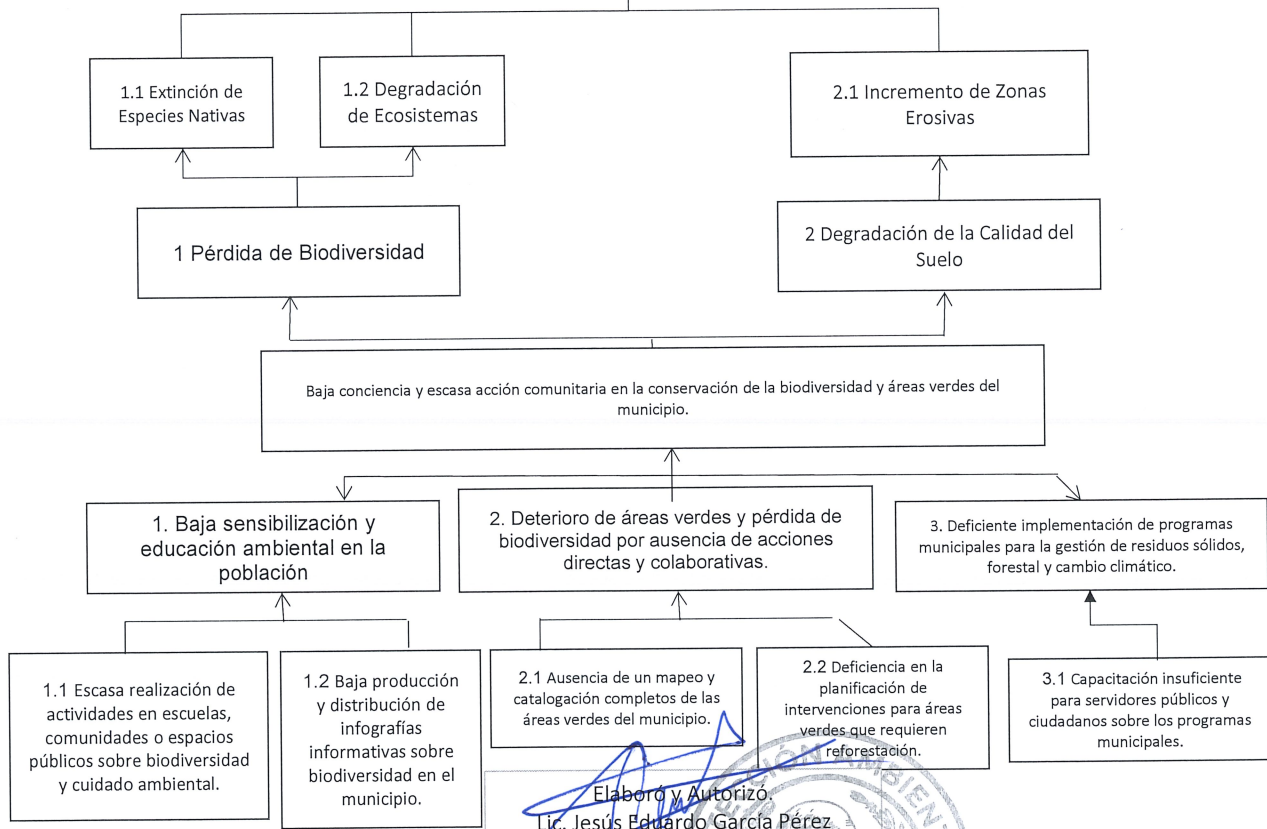 1.1 Extinción de
Especies Nativas
1.2 Degradación
de Ecosistemas
2.1 Incremento de Zonas
Erosivas
1 Pérdida de Biodiversidad
2 Degradación de la Calidad del
Suelo
Baja conciencia y escasa acción comunitaria en la conservación de la biodiversidad y áreas verdes del
municipio.
1. Baja sensibilización y
educación ambiental en la
población
2. Deterioro de áreas verdes y pérdida de
biodiversidad por ausencia de acciones
directas y colaborativas.
3. Deficiente implementación de programas
municipales para la gestión de residuos sólidos,
forestal y cambio climático.
1.1 Escasa realización de
actividades en escuelas,
comunidades o espacios
públicos sobre biodiversidad
y cuidado ambiental.
1.2 Baja producción
y distribución de
infografías
informativas sobre
biodiversidad en el
municipio.
2.1 Ausencia de un mapeo y
catalogación completos de las
áreas verdes del municipio.
2.2 Deficiencia en la
planificación de
intervenciones para áreas
verdes que requieren
reforestación.
3.1 Capacitación insuficiente
para servidores públicos y
ciudadanos sobre los programas
municipales.
Elaboró y Autorizó.
Lic. Jesús Eduardo García Pérez